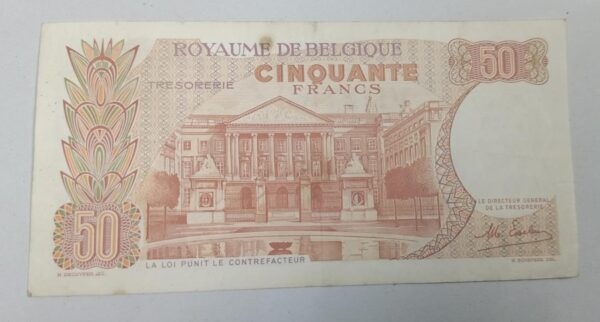 ROYAUME DE BELGIQUE
TRESORERIE
CINQUANTE
FRANCS
50
LE DIRECTEUR GENERAL
DE LA TRESORERIE
50
LA LOI PUNIT LE CONTREFACTEUR